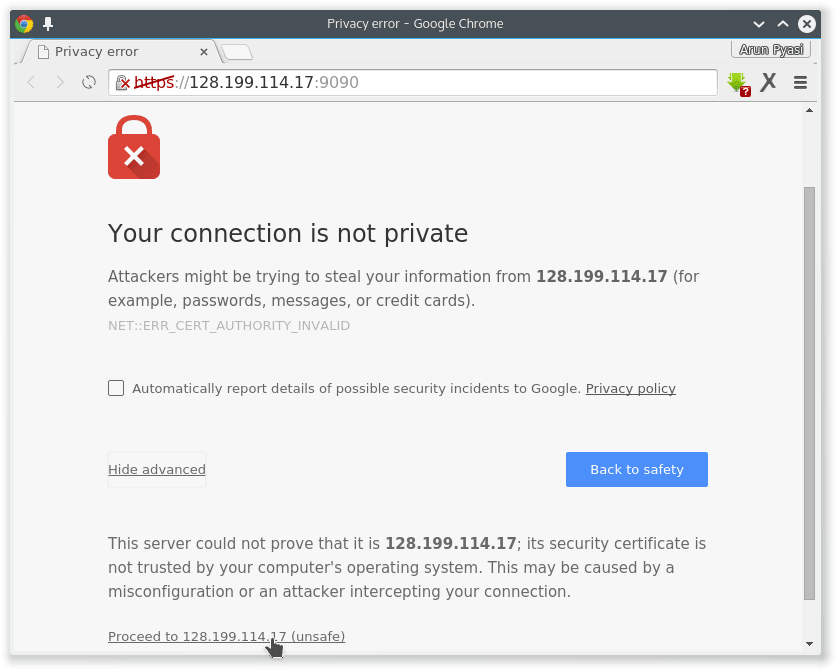 Privacy error - Google Chrome
Privacy error
Arun Pyasi
https://128.199.114.17:9090
Your connection is not private
Attackers might be trying to steal your information from 128.199.114.17 (for
example, passwords, messages, or credit cards).
NET::ERR_CERT_AUTHORITY_INVALID
Automatically report details of possible security incidents to Google. Privacy policy
Hide advanced
Back to safety
This server could not prove that it is 128.199.114.17; its security certificate is
not trusted by your computer's operating system. This may be caused by a
misconfiguration or an attacker intercepting your connection.
Proceed to 128.199.114.17 (unsafe)